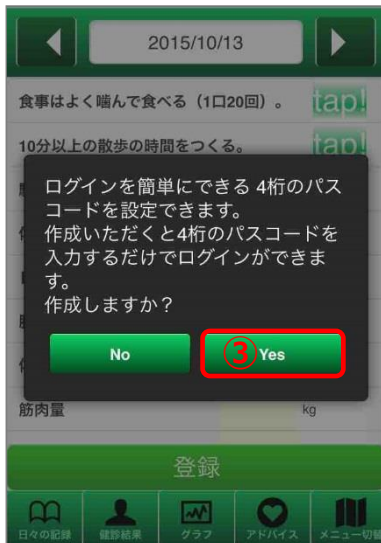 2015/10/13
食事はよく噛んで食べる（1口20回）。 tap!
10分以上の散歩の時間をつくる。 tap!
ログインを簡単にできる 4桁のパス
コードを設定できます。
作成いただくと4桁のパスコードを
入力するだけでログインができま
す。
作成しますか？
No ③ Yes
筋肉量 kg
登録
日々の記録 健診結果 グラフ アドバイス メニュー切替